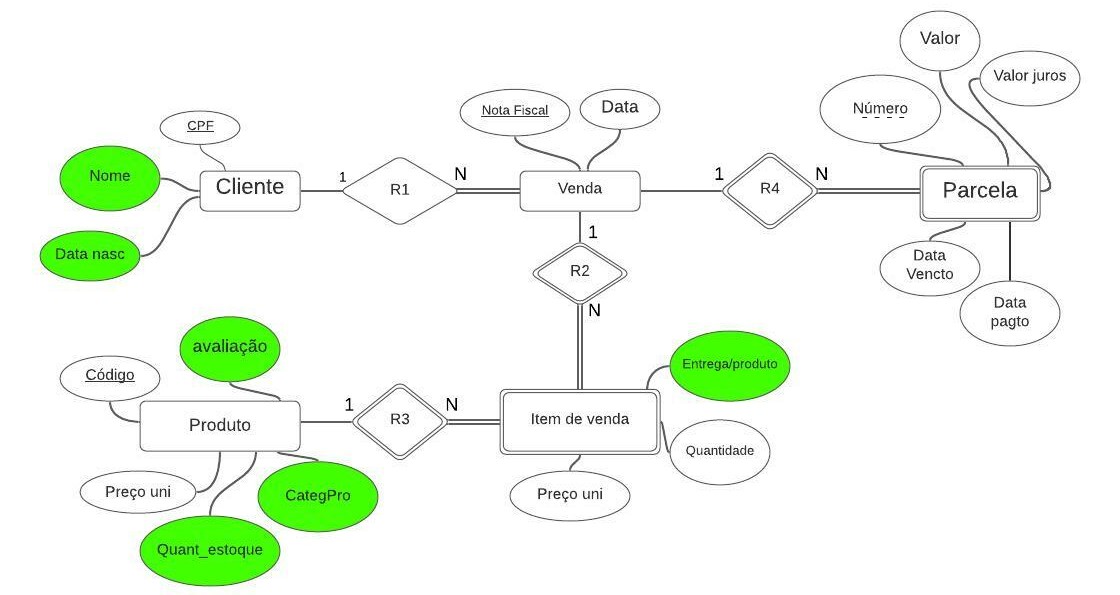 Valor
Valor juros
Número
Nota Fiscal
Data
CPF
Nome
Cliente
1
R1
N
Venda
1
R4
N
Parcela
Data nasc
1
R2
N
Data
Vencto
Data
pagto
avaliação
Código
Entrega/produto
Produto
1
R3
N
Item de venda
Quantidade
Preço uni
CategPro
Preço uni
Quant_estoque